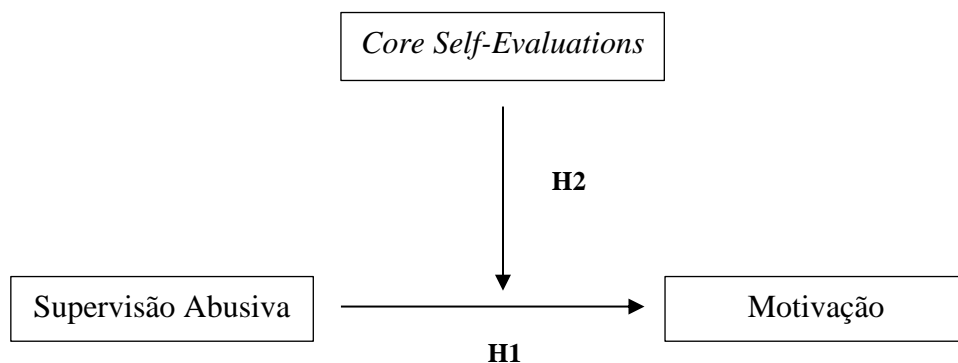 Core Self-Evaluations
H2
Supervisão Abusiva
Motivação
H1